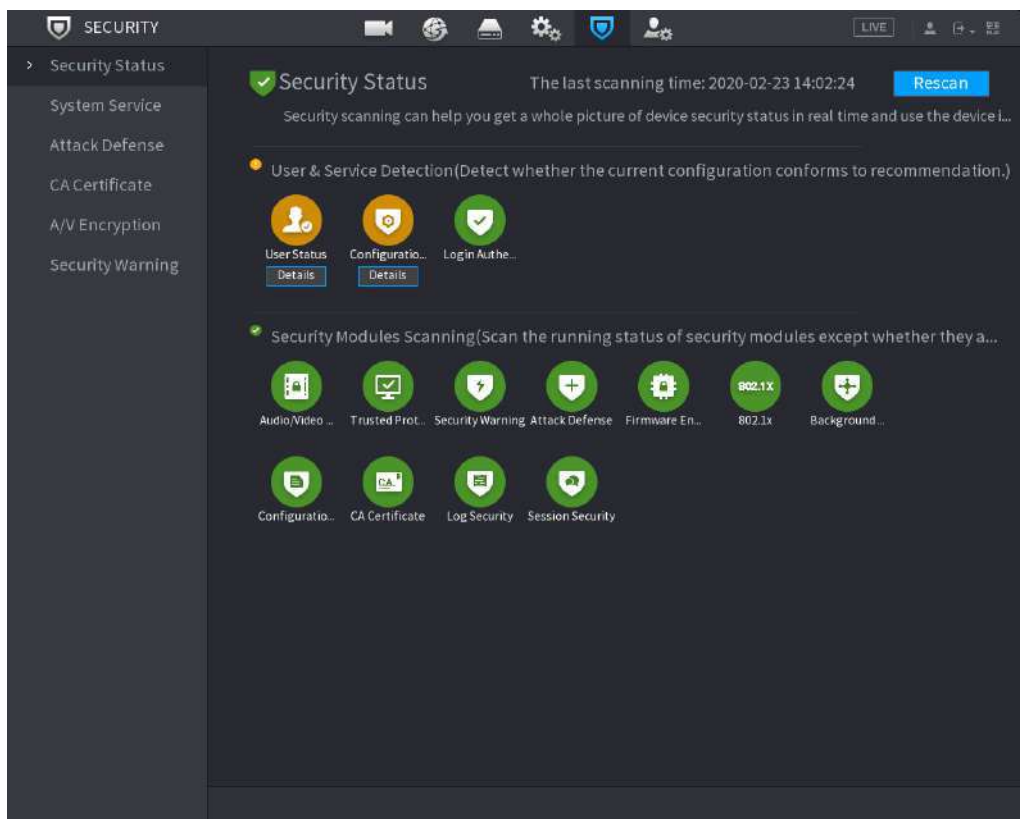 SECURITY
LIVE
Security Status
System Service
Attack Defense
CA Certificate
A/V Encryption
Security Warning
Security Status The last scanning time: 2020-02-23 14:02:24 Rescan
Security scanning can help you get a whole picture of device security status in real time and use the device i...
User & Service Detection(Detect whether the current configuration conforms to recommendation.)
User Status Configuratio... Login Authe...
Details Details
Security Modules Scanning(Scan the running status of security modules except whether they a...
802.1X
Audio/Video ... Trusted Prot... Security Warning Attack Defense Firmware En... 802.1x Background...
CA.
Configuratio... CA Certificate Log Security Session Security